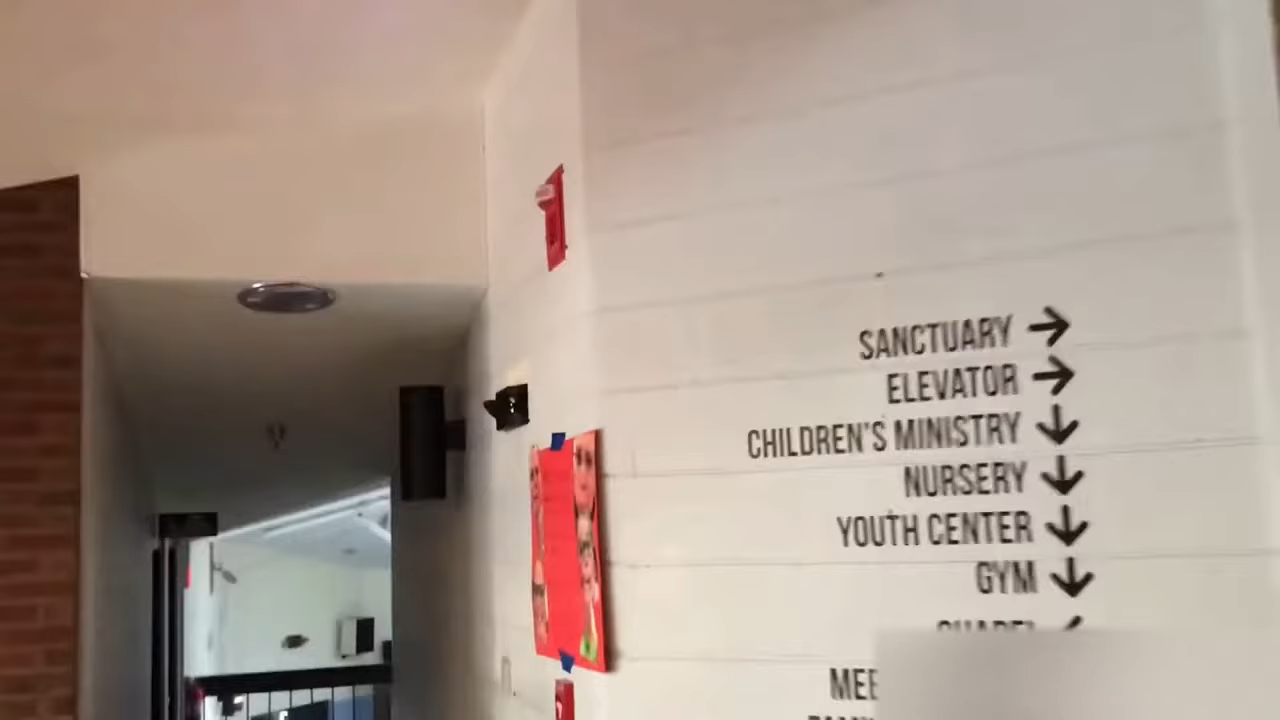 SANCTUARY →
ELEVATOR →
CHILDREN'S MINISTRY ↓
NURSERY ↓
YOUTH CENTER ↓
GYM ↓